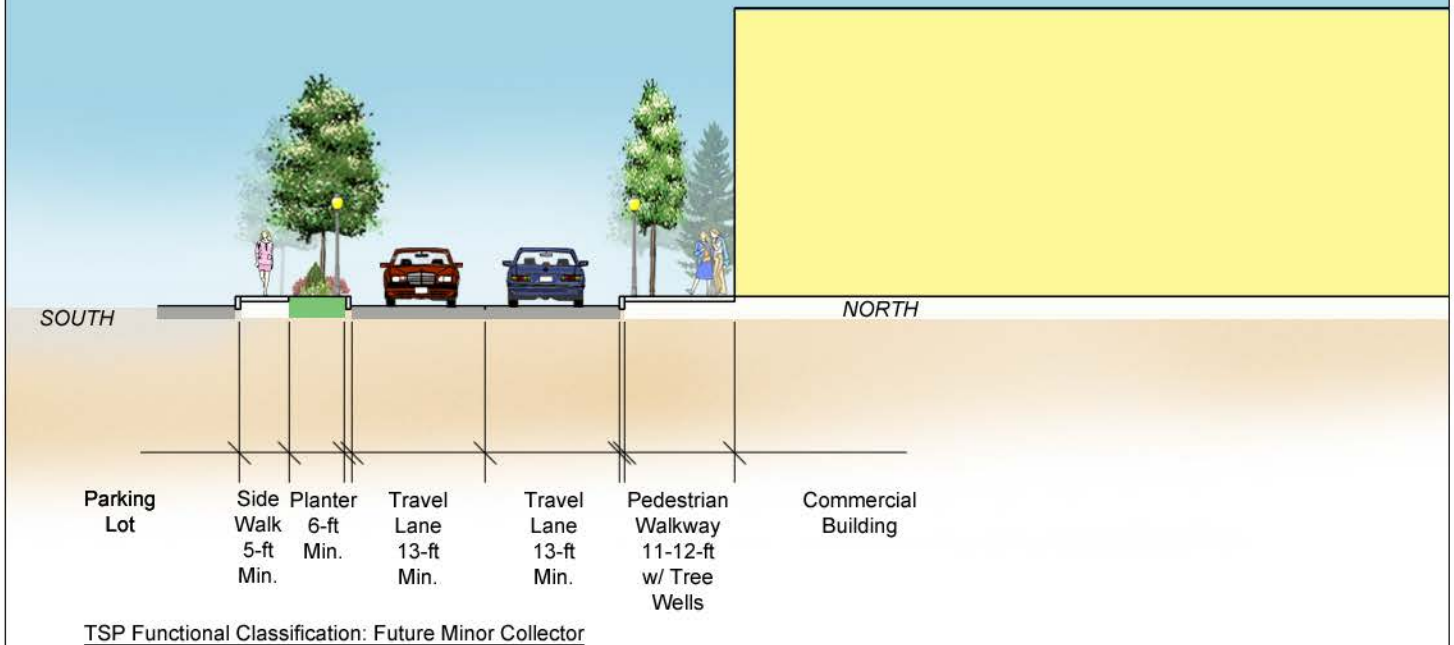 SOUTH
NORTH
Parking
Lot
Side
Walk
5-ft
Min.
Planter
6-ft
Min.
Travel
Lane
13-ft
Min.
Travel
Lane
13-ft
Min.
Pedestrian
Walkway
11-12-ft
w/ Tree
Wells
Commercial
Building
TSP Functional Classification: Future Minor Collector